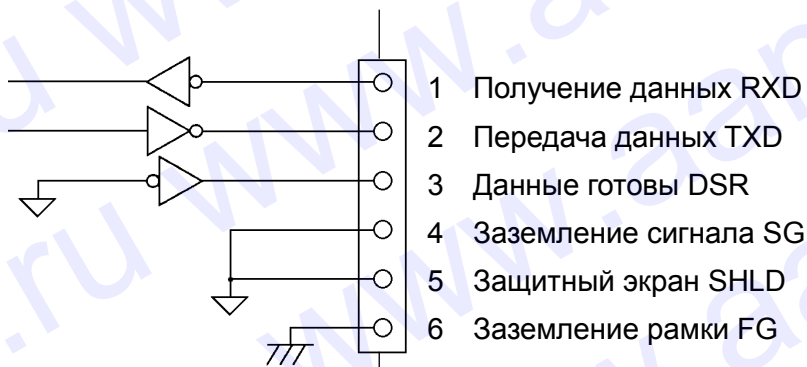 1 Получение данных RXD
2 Передача данных TXD
3 Данные готовы DSR
4 Заземление сигнала SG
5 Защитный экран SHLD
6 Заземление рамки FG